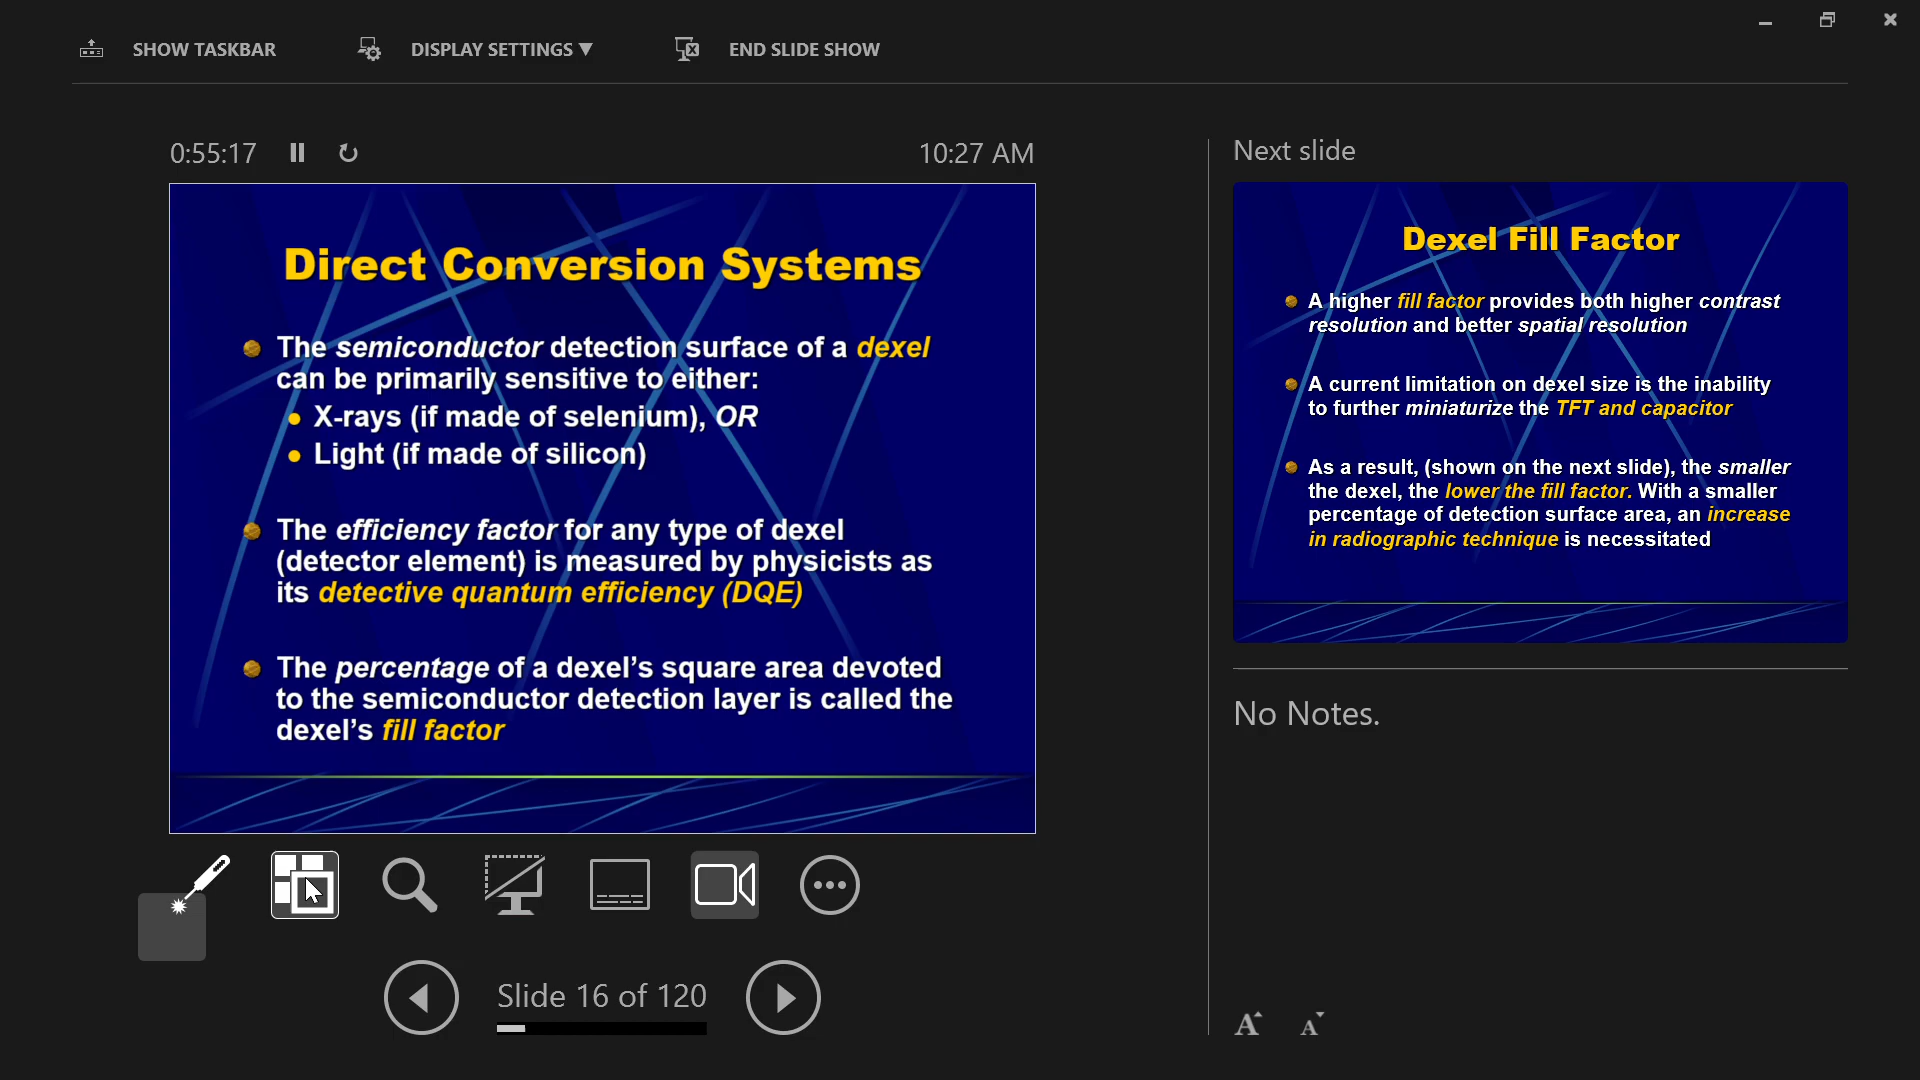 SHOW TASKBAR
DISPLAY SETTINGS ▼
END SLIDE SHOW
0:55:17
10:27 AM
Direct Conversion Systems
The semiconductor detection surface of a dexel
can be primarily sensitive to either:
X-rays (if made of selenium), OR
Light (if made of silicon)
The efficiency factor for any type of dexel
(detector element) is measured by physicists as
its detective quantum efficiency (DQE)
The percentage of a dexel’s square area devoted
to the semiconductor detection layer is called the
dexel’s fill factor
Slide 16 of 120
Next slide
Dexel Fill Factor
A higher fill factor provides both higher contrast
resolution and better spatial resolution
A current limitation on dexel size is the inability
to further miniaturize the TFT and capacitor
As a result, (shown on the next slide), the smaller
the dexel, the lower the fill factor. With a smaller
percentage of detection surface area, an increase
in radiographic technique is necessitated
No Notes.
A A